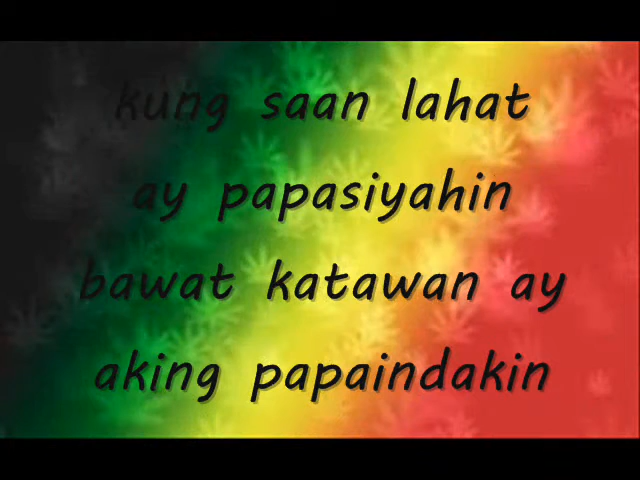 kung saan lahat
ay papasiyahin
bawat katawan ay
aking papaindakin